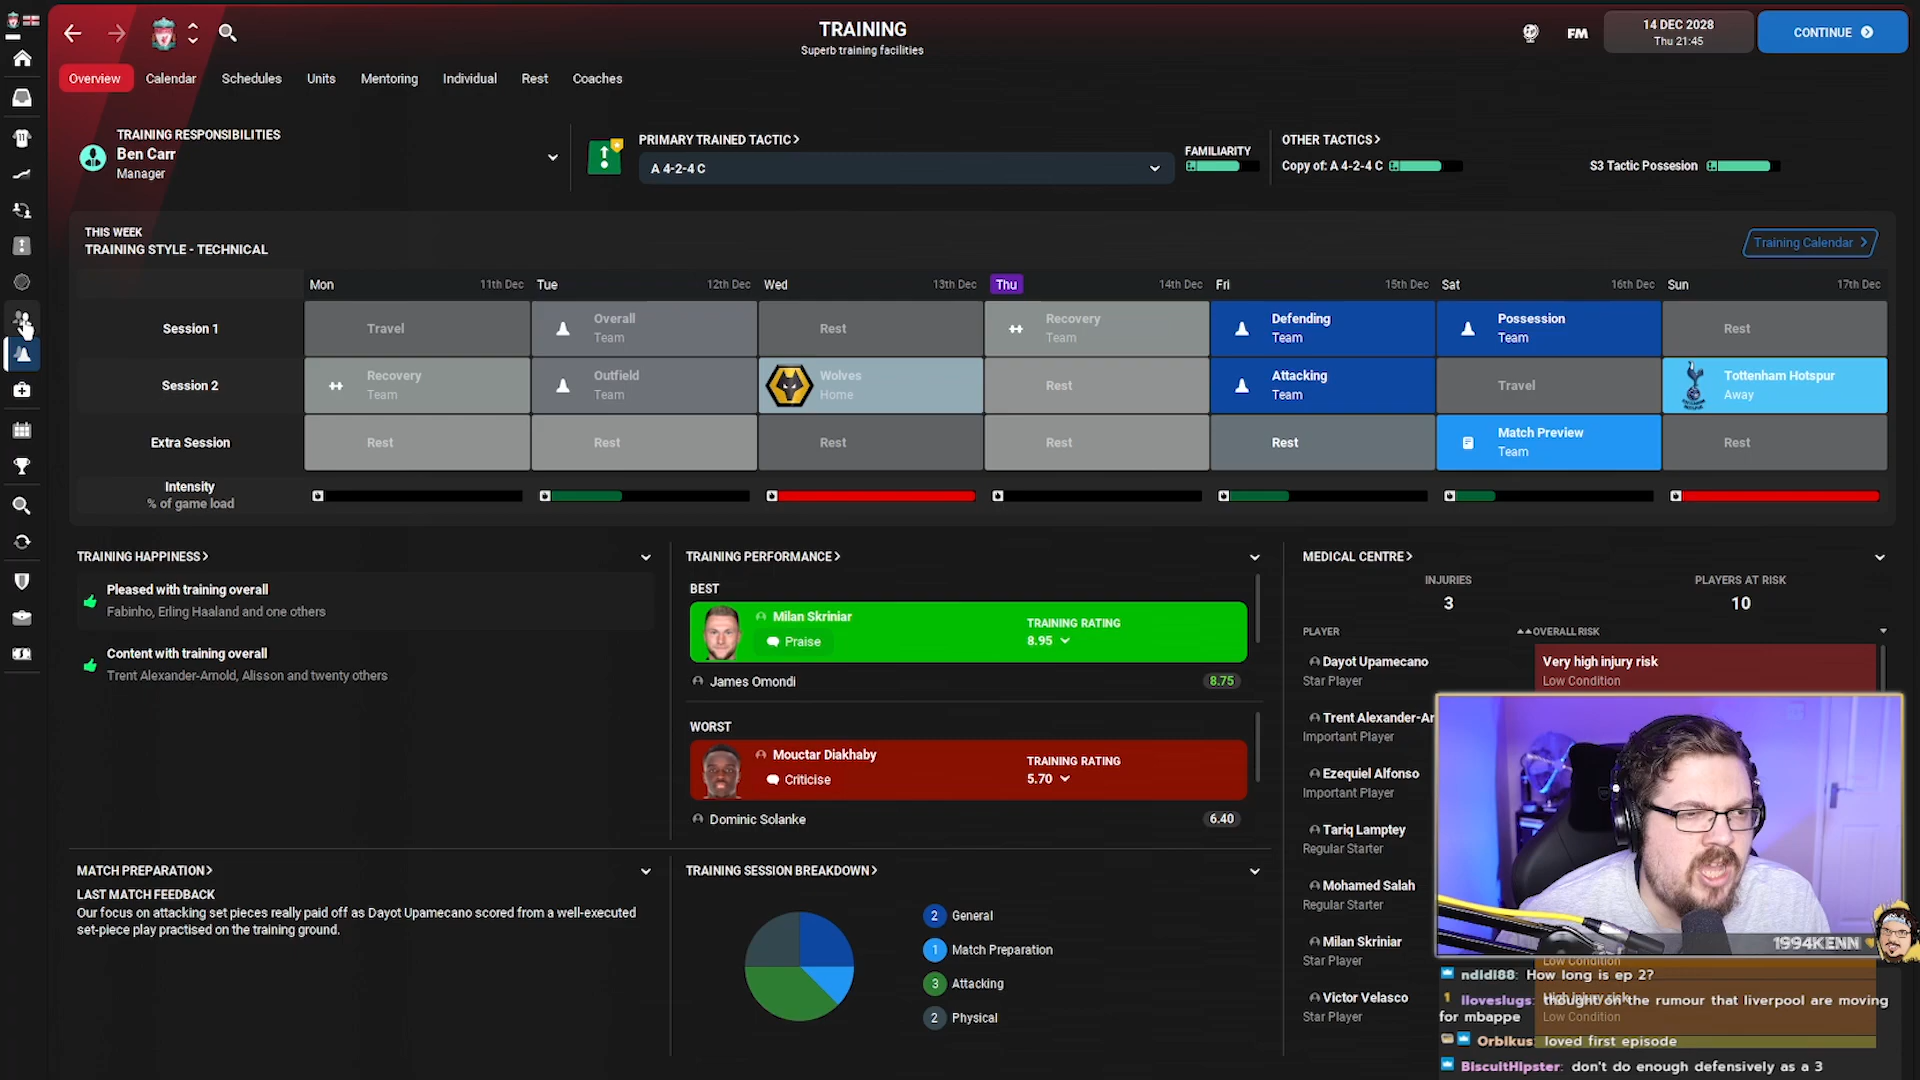 TRAINING
Superb training facilities
FM
14 DEC 2028
Thu 21:45
CONTINUE
Overview
Calendar
Schedules
Units
Mentoring
Individual
Rest
Coaches
TRAINING RESPONSIBILITIES
Ben Carr
Manager
PRIMARY TRAINED TACTIC
A 4-2-4 C
FAMILIARITY
OTHER TACTICS
Copy of: A 4-2-4 C
S3 Tactic Possesion
THIS WEEK
TRAINING STYLE - TECHNICAL
Training Calendar
Mon 11th Dec
Tue 12th Dec
Wed 13th Dec
Thu 14th Dec
Fri 15th Dec
Sat 16th Dec
Sun 17th Dec
Session 1
Travel
Overall
Team
Rest
Recovery
Team
Defending
Team
Possession
Team
Rest
Session 2
Recovery
Team
Outfield
Team
Wolves
Home
Rest
Attacking
Team
Travel
Tottenham Hotspur
Away
Extra Session
Rest
Rest
Rest
Rest
Rest
Match Preview
Team
Rest
Intensity
% of game load
TRAINING HAPPINESS
Pleased with training overall
Fabinho, Erling Haaland and one others
Content with training overall
Trent Alexander-Arnold, Alisson and twenty others
TRAINING PERFORMANCE
BEST
Milan Skriniar
Praise
TRAINING RATING
8.95
James Omondi
8.75
WORST
Mouctar Diakhaby
Criticise
TRAINING RATING
5.70
Dominic Solanke
6.40
MEDICAL CENTRE
INJURIES
3
PLAYERS AT RISK
10
PLAYER
OVERALL RISK
Dayot Upamecano
Star Player
Very high injury risk
Low Condition
Trent Alexander-Ar
Important Player
Ezequiel Alfonso
Important Player
Tariq Lamptey
Regular Starter
Mohamed Salah
Regular Starter
Milan Skriniar
Star Player
Low Condition
Victor Velasco
Star Player
High injury risk
Low Condition
MATCH PREPARATION
LAST MATCH FEEDBACK
Our focus on attacking set pieces really paid off as Dayot Upamecano scored from a well-executed
set-piece play practised on the training ground.
TRAINING SESSION BREAKDOWN
2 General
1 Match Preparation
3 Attacking
2 Physical
1994KENN
ndldl88: How long is ep 2?
lloveslugs: thought on the rumour that liverpool are moving
for mbappe
Orbikus: loved first episode
BiscuitHipster: don't do enough defensively as a 3